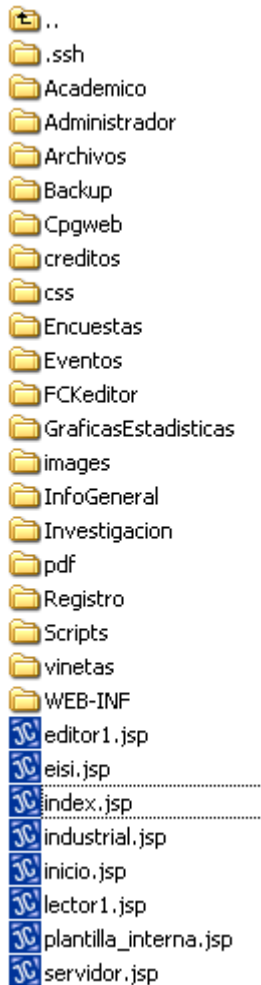 ..
.ssh
Academico
Administrador
Archivos
Backup
Cpgweb
creditos
css
Encuestas
Eventos
FCKeditor
GraficasEstadisticas
images
InfoGeneral
Investigacion
pdf
Registro
Scripts
vinetas
WEB-INF
editor1.jsp
eisi.jsp
index.jsp
industrial.jsp
inicio.jsp
lector1.jsp
plantilla_interna.jsp
servidor.jsp